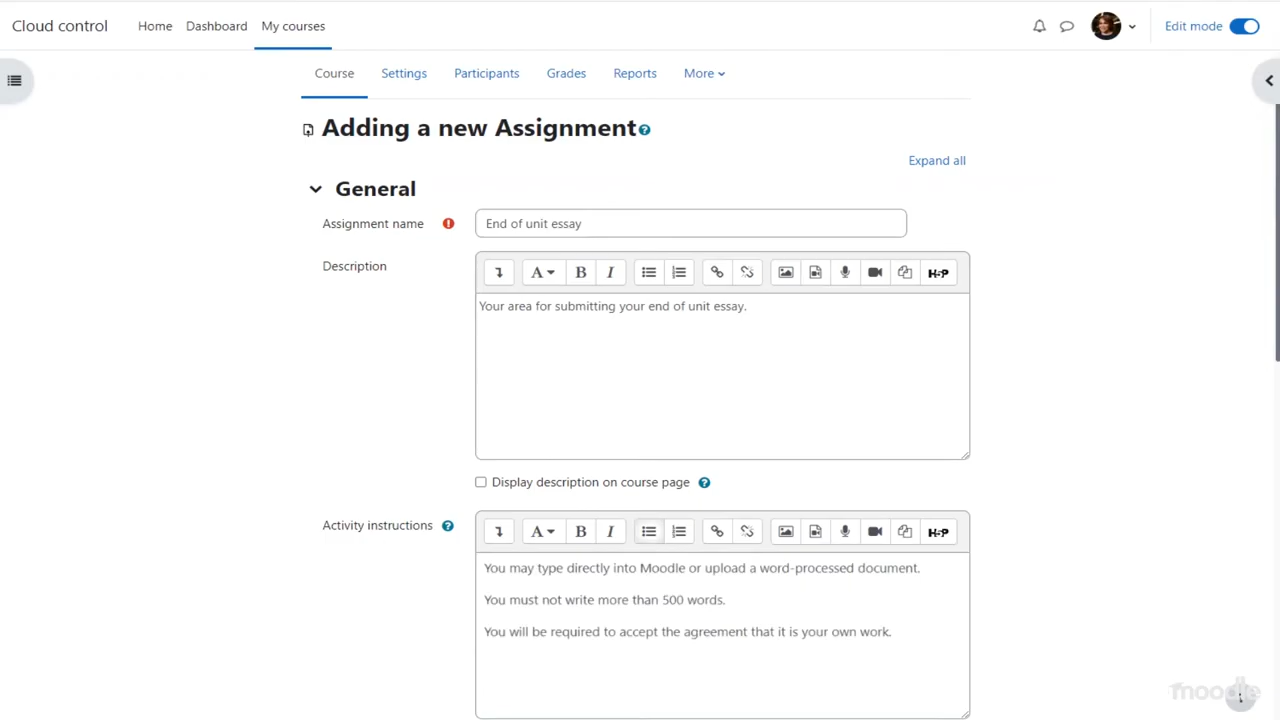 Cloud control Home Dashboard My courses Edit mode
Course Settings Participants Grades Reports More
Adding a new Assignment
Expand all
General
Assignment name End of unit essay
Description
A B I H5P
Your area for submitting your end of unit essay.
Display description on course page
Activity instructions
A B I H5P
You may type directly into Moodle or upload a word-processed document.
You must not write more than 500 words.
You will be required to accept the agreement that it is your own work.
moodle